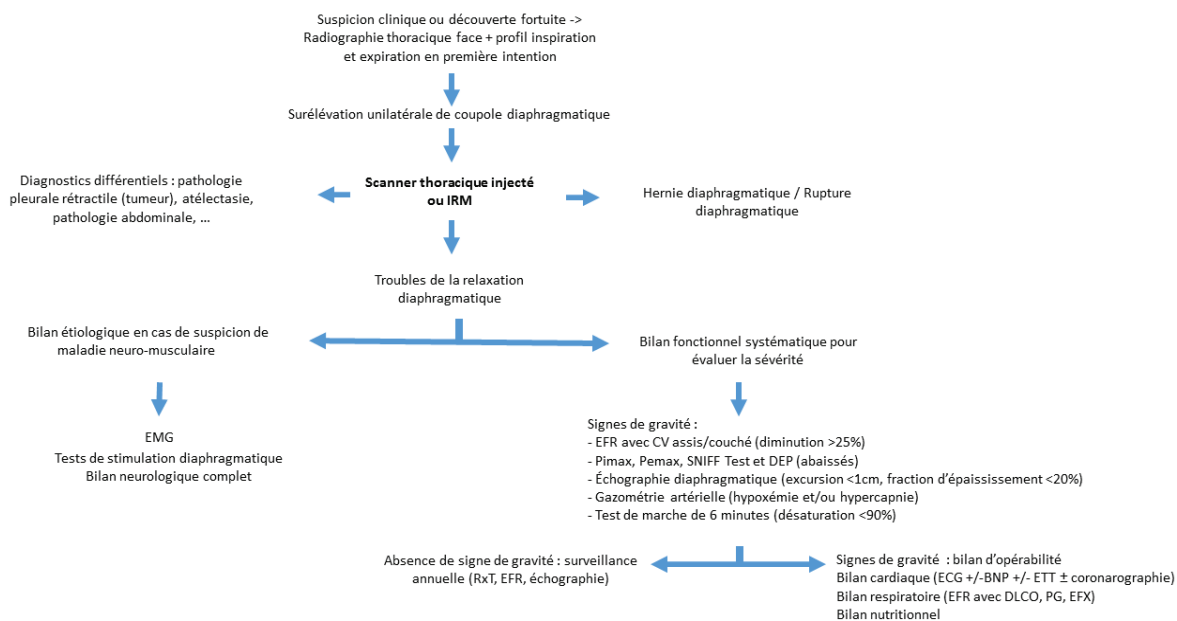 Suspicion clinique ou découverte fortuite ->
Radiographie thoracique face + profil inspiration
et expiration en première intention
Surélévation unilatérale de coupole diaphragmatique
Diagnostics différentiels : pathologie
pleurale rétractile (tumeur), atélectasie,
pathologie abdominale, ...
Scanner thoracique injecté
ou IRM
Hernie diaphragmatique / Rupture
diaphragmatique
Troubles de la relaxation
diaphragmatique
Bilan étiologique en cas de suspicion de
maladie neuro-musculaire
Bilan fonctionnel systématique pour
évaluer la sévérité
EMG
Tests de stimulation diaphragmatique
Bilan neurologique complet
Signes de gravité :
- EFR avec CV assis/couché (diminution >25%)
- Pimax, Pemax, SNIFF Test et DEP (abaissés)
- Échographie diaphragmatique (excursion <1cm, fraction d'épaississement <20%)
- Gazométrie artérielle (hypoxémie et/ou hypercapnie)
- Test de marche de 6 minutes (désaturation <90%)
Absence de signe de gravité : surveillance
annuelle (RxT, EFR, échographie)
Signes de gravité  : bilan d'opérabilité
Bilan cardiaque (ECG +/-BNP +/- ETT ± coronarographie)
Bilan respiratoire (EFR avec DLCO, PG, EFX)
Bilan nutritionnel